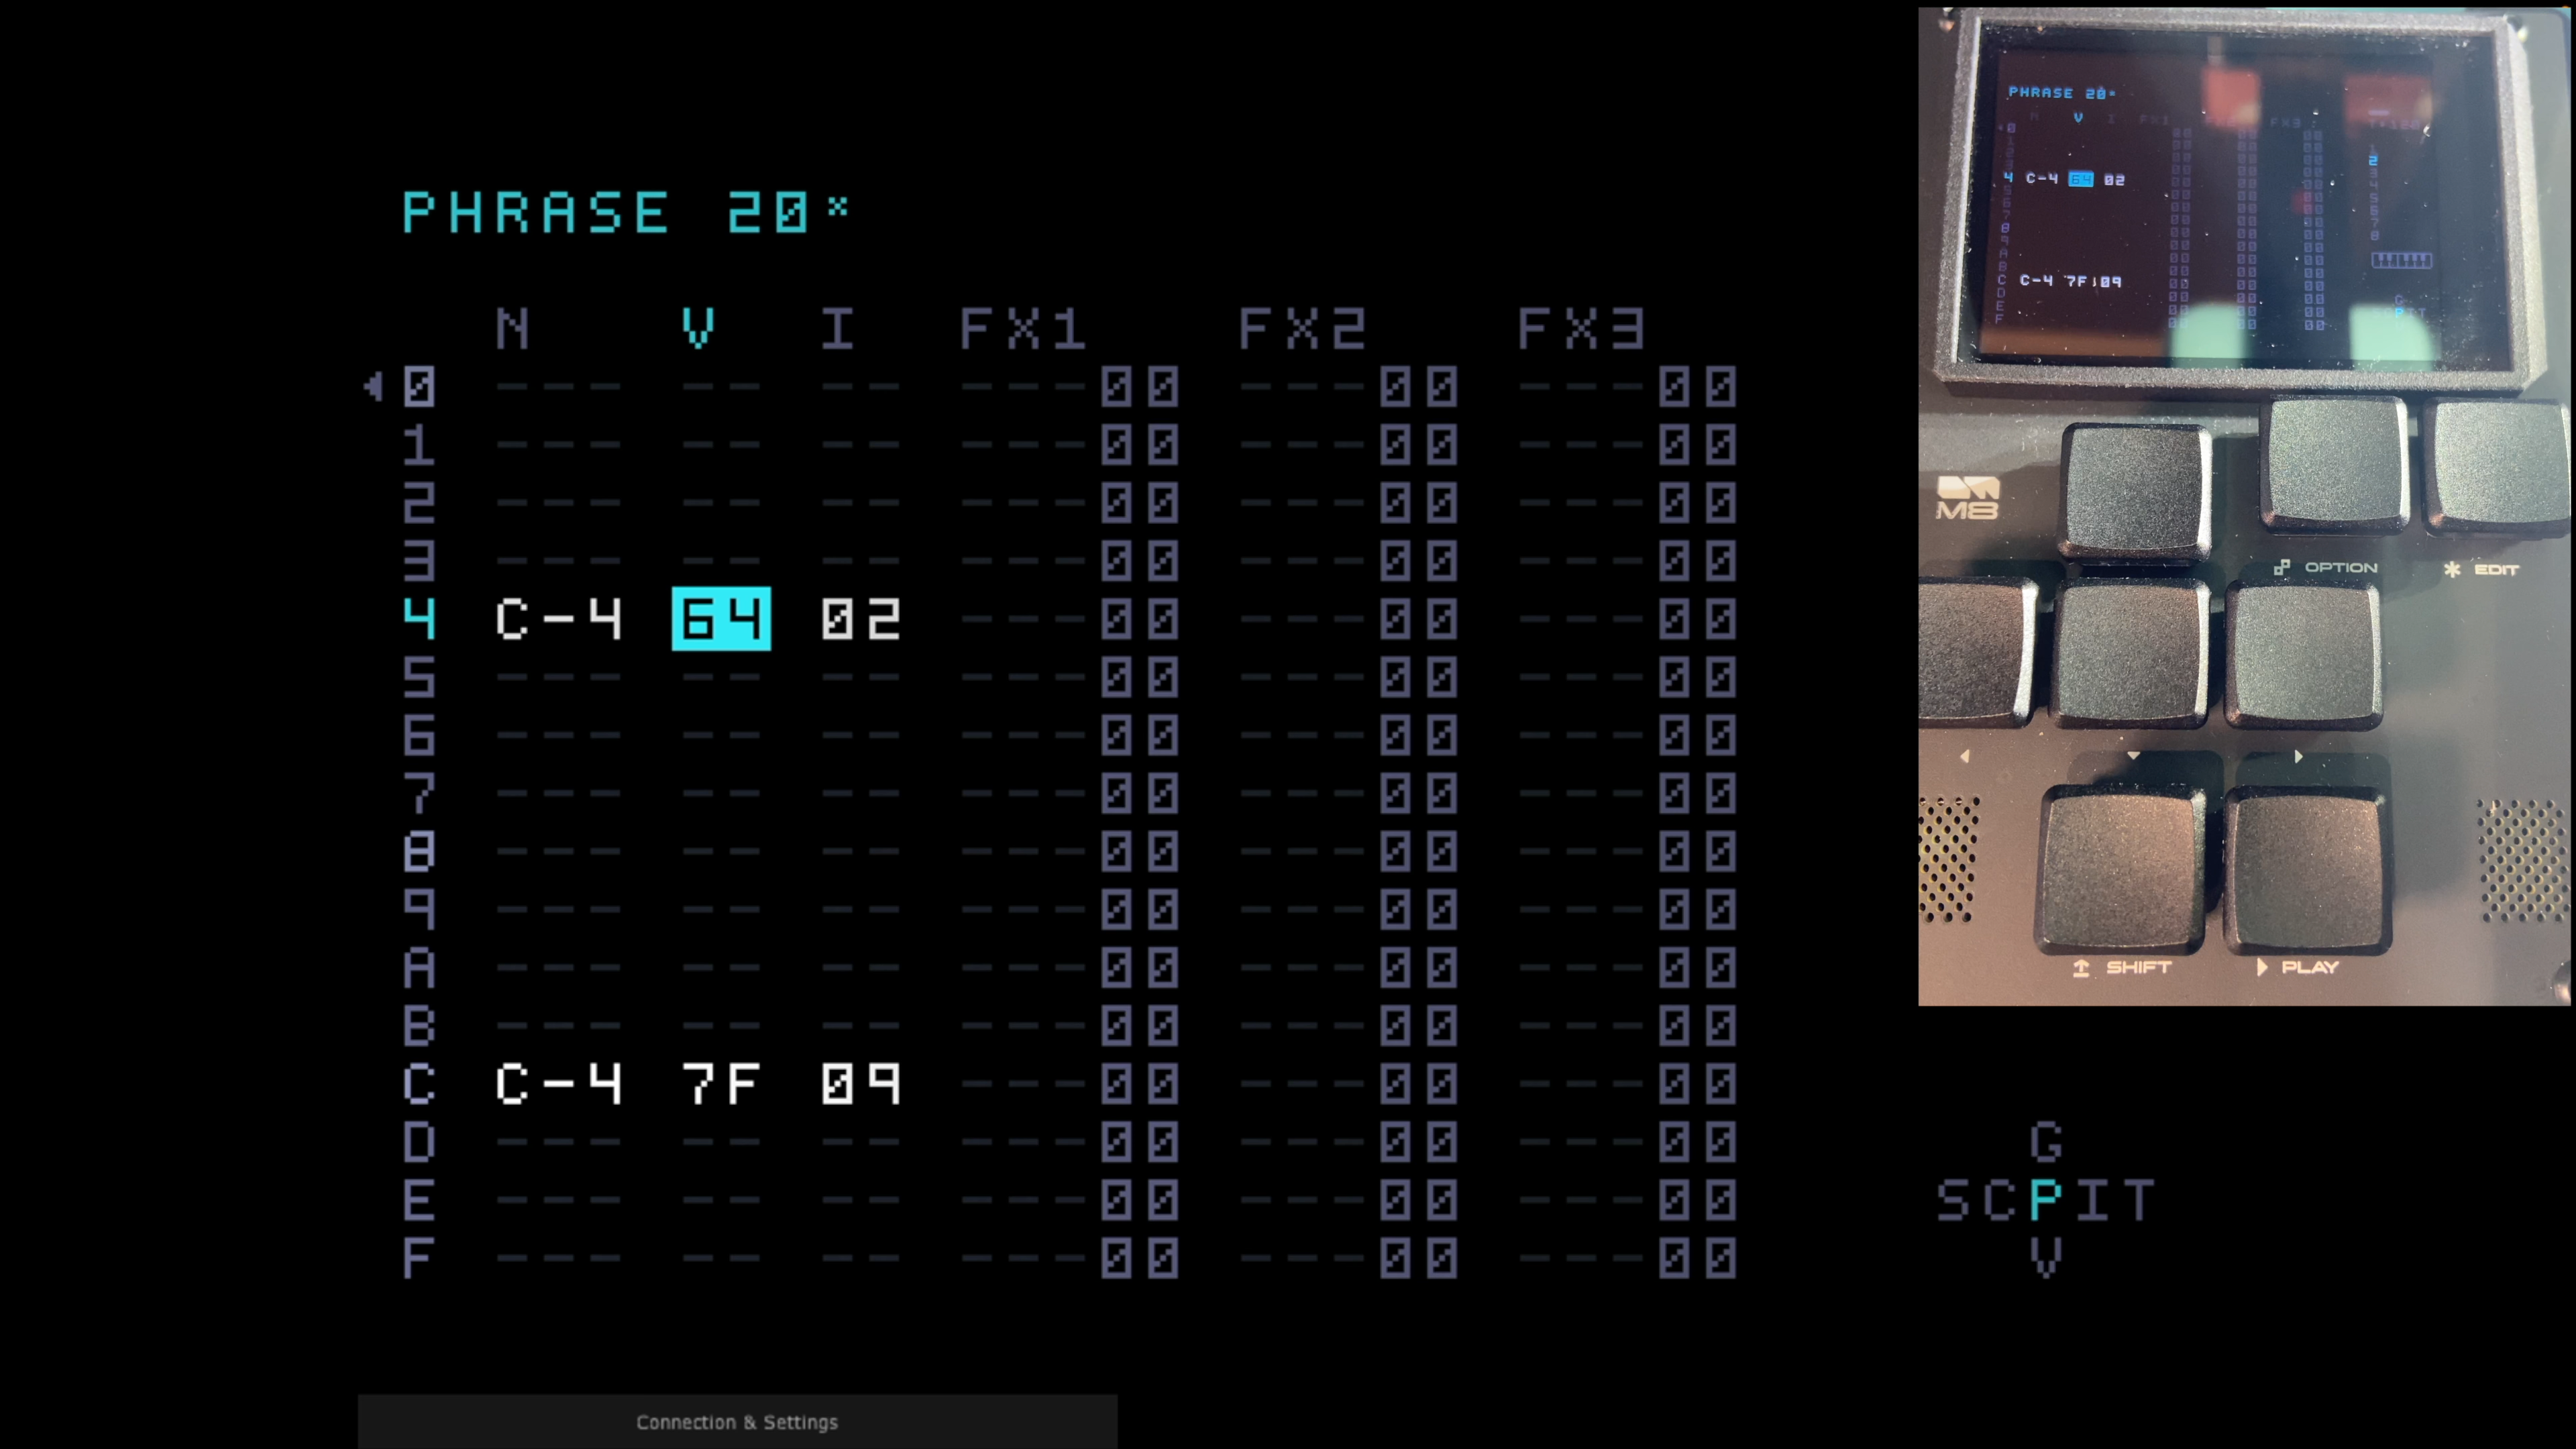 PHRASE 20*
N V I FX1 FX2 FX3
0 --- -- -- --- 00 --- 00 --- 00
1 --- -- -- --- 00 --- 00 --- 00
2 --- -- -- --- 00 --- 00 --- 00
3 --- -- -- --- 00 --- 00 --- 00
4 C-4 64 02 --- 00 --- 00 --- 00
5 --- -- -- --- 00 --- 00 --- 00
6 --- -- -- --- 00 --- 00 --- 00
7 --- -- -- --- 00 --- 00 --- 00
8 --- -- -- --- 00 --- 00 --- 00
9 --- -- -- --- 00 --- 00 --- 00
A --- -- -- --- 00 --- 00 --- 00
B --- -- -- --- 00 --- 00 --- 00
C C-4 7F 09 --- 00 --- 00 --- 00
D --- -- -- --- 00 --- 00 --- 00
E --- -- -- --- 00 --- 00 --- 00
F --- -- -- --- 00 --- 00 --- 00
G
SCPIT
V
Connection & Settings
PHRASE 20*
V
4 C-4 64 02
C-4 7F 09
M8
OPTION
EDIT
SHIFT
PLAY